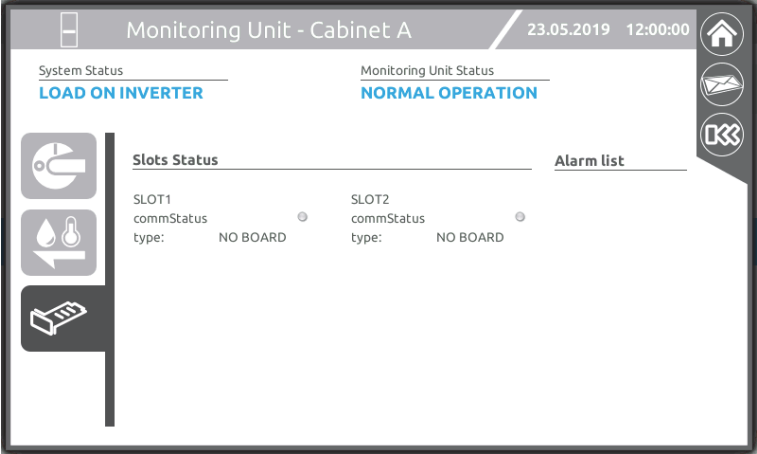 Monitoring Unit - Cabinet A
23.05.2019 12:00:00
System Status
LOAD ON INVERTER
Monitoring Unit Status
NORMAL OPERATION
Slots Status
Alarm list
SLOT1
commStatus
type: NO BOARD
SLOT2
commStatus
type: NO BOARD